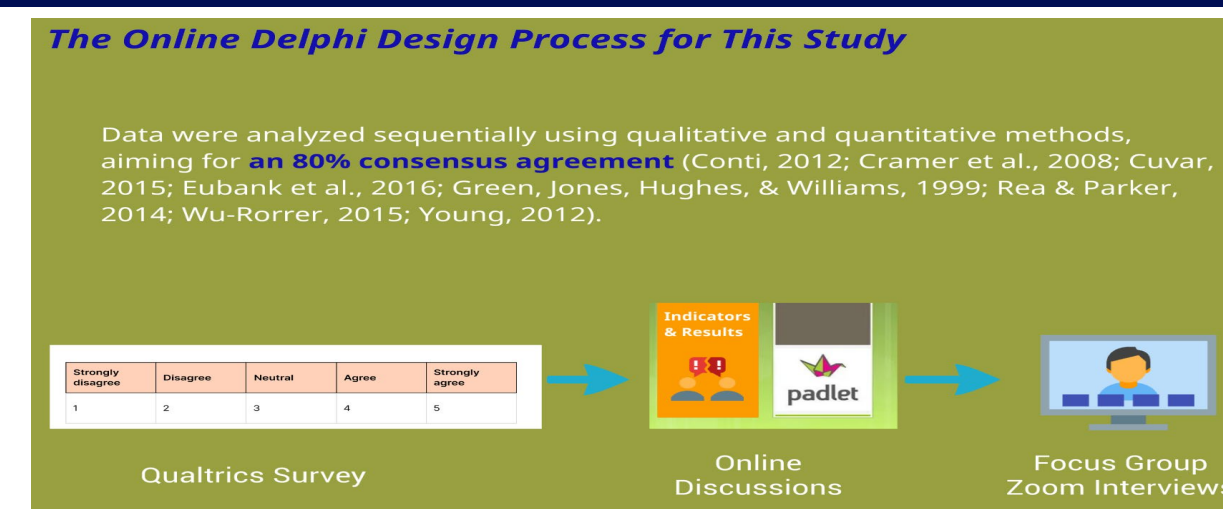 The Online Delphi Design Process for This Study
Data were analyzed sequentially using qualitative and quantitative methods,
aiming for an 80% consensus agreement (Conti, 2012; Cramer et al., 2008; Cuvar,
2015; Eubank et al., 2016; Green, Jones, Hughes, & Williams, 1999; Rea & Parker,
2014; Wu-Rorrer, 2015; Young, 2012).
Strongly disagree Disagree Neutral Agree Strongly agree
1 2 3 4 5
Indicators
& Results
padlet
Qualtrics Survey
Online
Discussions
Focus Group
Zoom Interviews